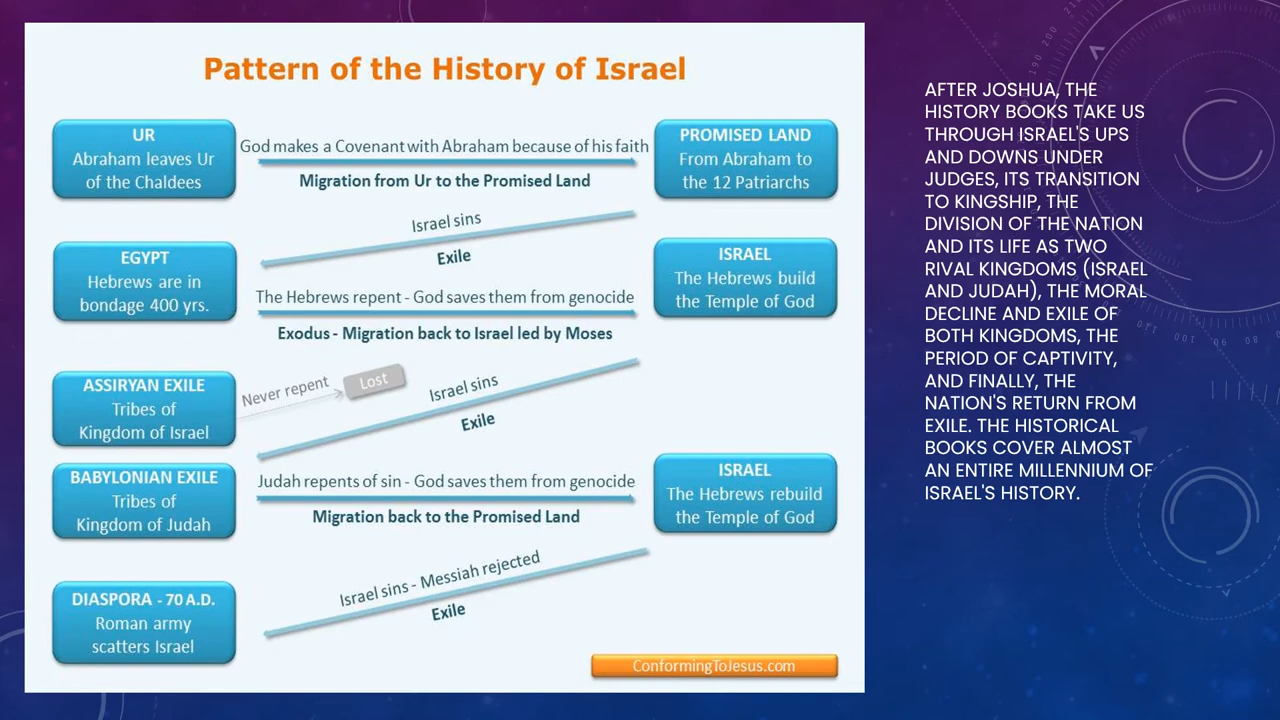 Pattern of the History of Israel
UR
Abraham leaves Ur
of the Chaldees
God makes a Covenant with Abraham because of his faith
Migration from Ur to the Promised Land
PROMISED LAND
From Abraham to
the 12 Patriarchs
Israel sins
Exile
EGYPT
Hebrews are in
bondage 400 yrs.
ISRAEL
The Hebrews build
the Temple of God
The Hebrews repent - God saves them from genocide
Exodus - Migration back to Israel led by Moses
ASSIRYAN EXILE
Tribes of
Kingdom of Israel
Never repent
Lost
Israel sins
Exile
BABYLONIAN EXILE
Tribes of
Kingdom of Judah
Judah repents of sin - God saves them from genocide
Migration back to the Promised Land
ISRAEL
The Hebrews rebuild
the Temple of God
Israel sins - Messiah rejected
Exile
DIASPORA - 70 A.D.
Roman army
scatters Israel
ConformingToJesus.com
AFTER JOSHUA, THE
HISTORY BOOKS TAKE US
THROUGH ISRAEL'S UPS
AND DOWNS UNDER
JUDGES, ITS TRANSITION
TO KINGSHIP, THE
DIVISION OF THE NATION
AND ITS LIFE AS TWO
RIVAL KINGDOMS (ISRAEL
AND JUDAH), THE MORAL
DECLINE AND EXILE OF
BOTH KINGDOMS, THE
PERIOD OF CAPTIVITY,
AND FINALLY, THE
NATION'S RETURN FROM
EXILE. THE HISTORICAL
BOOKS COVER ALMOST
AN ENTIRE MILLENNIUM OF
ISRAEL'S HISTORY.